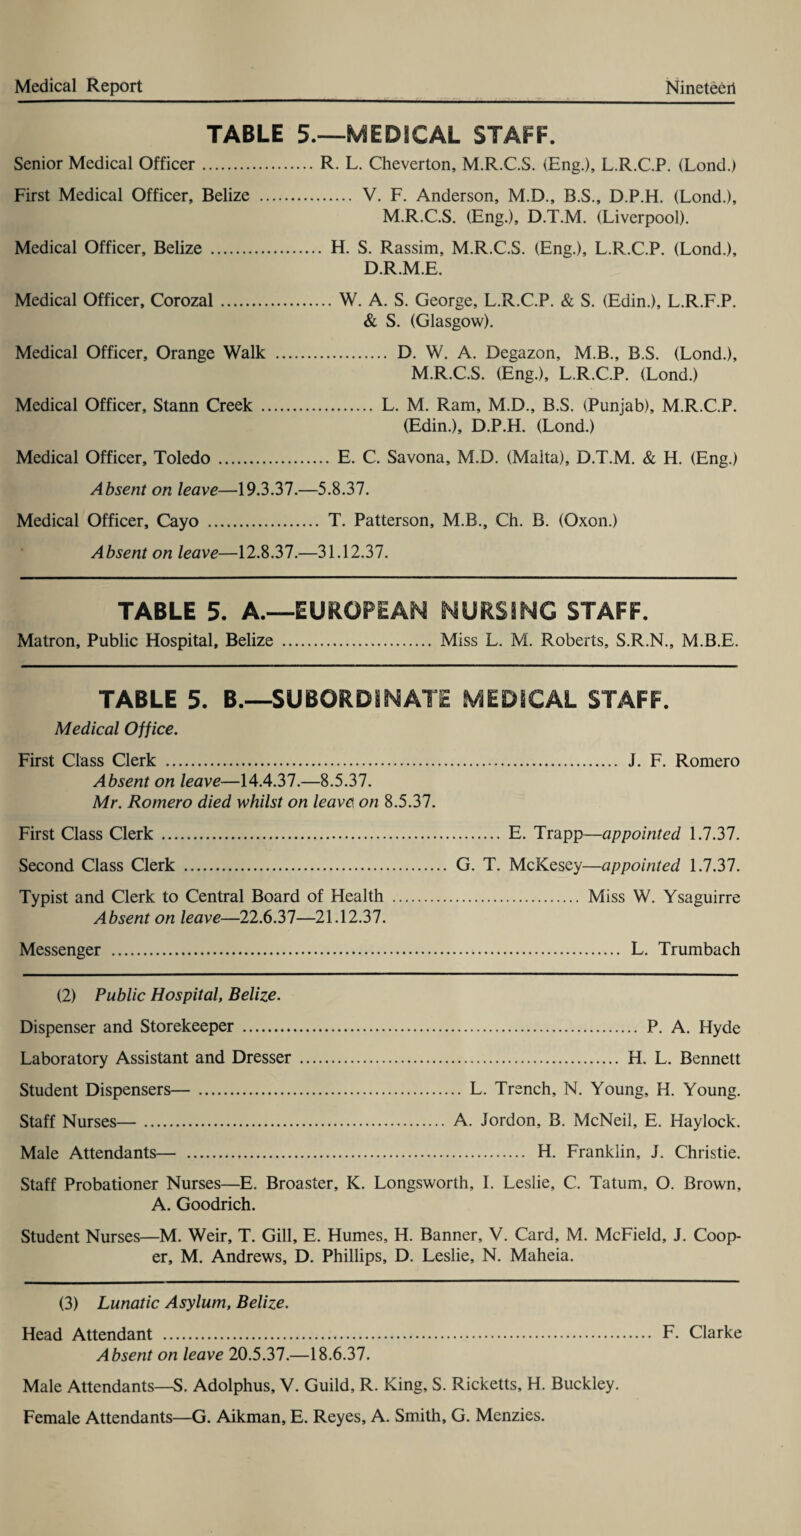 Medical Report Nineteen
TABLE 5.—MEDICAL STAFF.
Senior Medical Officer ................... R. L. Cheverton, M.R.C.S. (Eng.), L.R.C.P. (Lond.)
First Medical Officer, Belize ................ V. F. Anderson, M.D., B.S., D.P.H. (Lond.),
M.R.C.S. (Eng.), D.T.M. (Liverpool).
Medical Officer, Belize ................... H. S. Rassim, M.R.C.S. (Eng.), L.R.C.P. (Lond.),
D.R.M.E.
Medical Officer, Corozal ................... W. A. S. George, L.R.C.P. & S. (Edin.), L.R.F.P.
& S. (Glasgow).
Medical Officer, Orange Walk ................... D. W. A. Degazon, M.B., B.S. (Lond.),
M.R.C.S. (Eng.), L.R.C.P. (Lond.)
Medical Officer, Stann Creek ................... L. M. Ram, M.D., B.S. (Punjab), M.R.C.P.
(Edin.), D.P.H. (Lond.)
Medical Officer, Toledo ................... E. C. Savona, M.D. (Malta), D.T.M. & H. (Eng.)
Absent on leave—19.3.37.—5.8.37.
Medical Officer, Cayo ................... T. Patterson, M.B., Ch. B. (Oxon.)
Absent on leave—12.8.37.—31.12.37.
TABLE 5. A.—EUROPEAN NURSING STAFF.
Matron, Public Hospital, Belize .......................... Miss L. M. Roberts, S.R.N., M.B.E.
TABLE 5. B.—SUBORDINATE MEDICAL STAFF.
Medical Office.
First Class Clerk ................................................................ J. F. Romero
Absent on leave—14.4.37.—8.5.37.
Mr. Romero died whilst on leave on 8.5.37.
First Class Clerk ................................................ E. Trapp—appointed 1.7.37.
Second Class Clerk ...................................... G. T. McKesey—appointed 1.7.37.
Typist and Clerk to Central Board of Health ........................... Miss W. Ysaguirre
Absent on leave—22.6.37—21.12.37.
Messenger ........................................................................ L. Trumbach
(2) Public Hospital, Belize.
Dispenser and Storekeeper ........................................................ P. A. Hyde
Laboratory Assistant and Dresser .............................................. H. L. Bennett
Student Dispensers— ...................................... L. Trench, N. Young, H. Young.
Staff Nurses— ........................................... A. Jordon, B. McNeil, E. Haylock.
Male Attendants— ................................................ H. Franklin, J. Christie.
Staff Probationer Nurses—E. Broaster, K. Longsworth, I. Leslie, C. Tatum, O. Brown,
A. Goodrich.
Student Nurses—M. Weir, T. Gill, E. Humes, H. Banner, V. Card, M. McField, J. Coop-
er, M. Andrews, D. Phillips, D. Leslie, N. Maheia.
(3) Lunatic Asylum, Belize.
Head Attendant ...................................................................... F. Clarke
Absent on leave 20.5.37.—18.6.37.
Male Attendants—S. Adolphus, V. Guild, R. King, S. Ricketts, H. Buckley.
Female Attendants—G. Aikman, E. Reyes, A. Smith, G. Menzies.